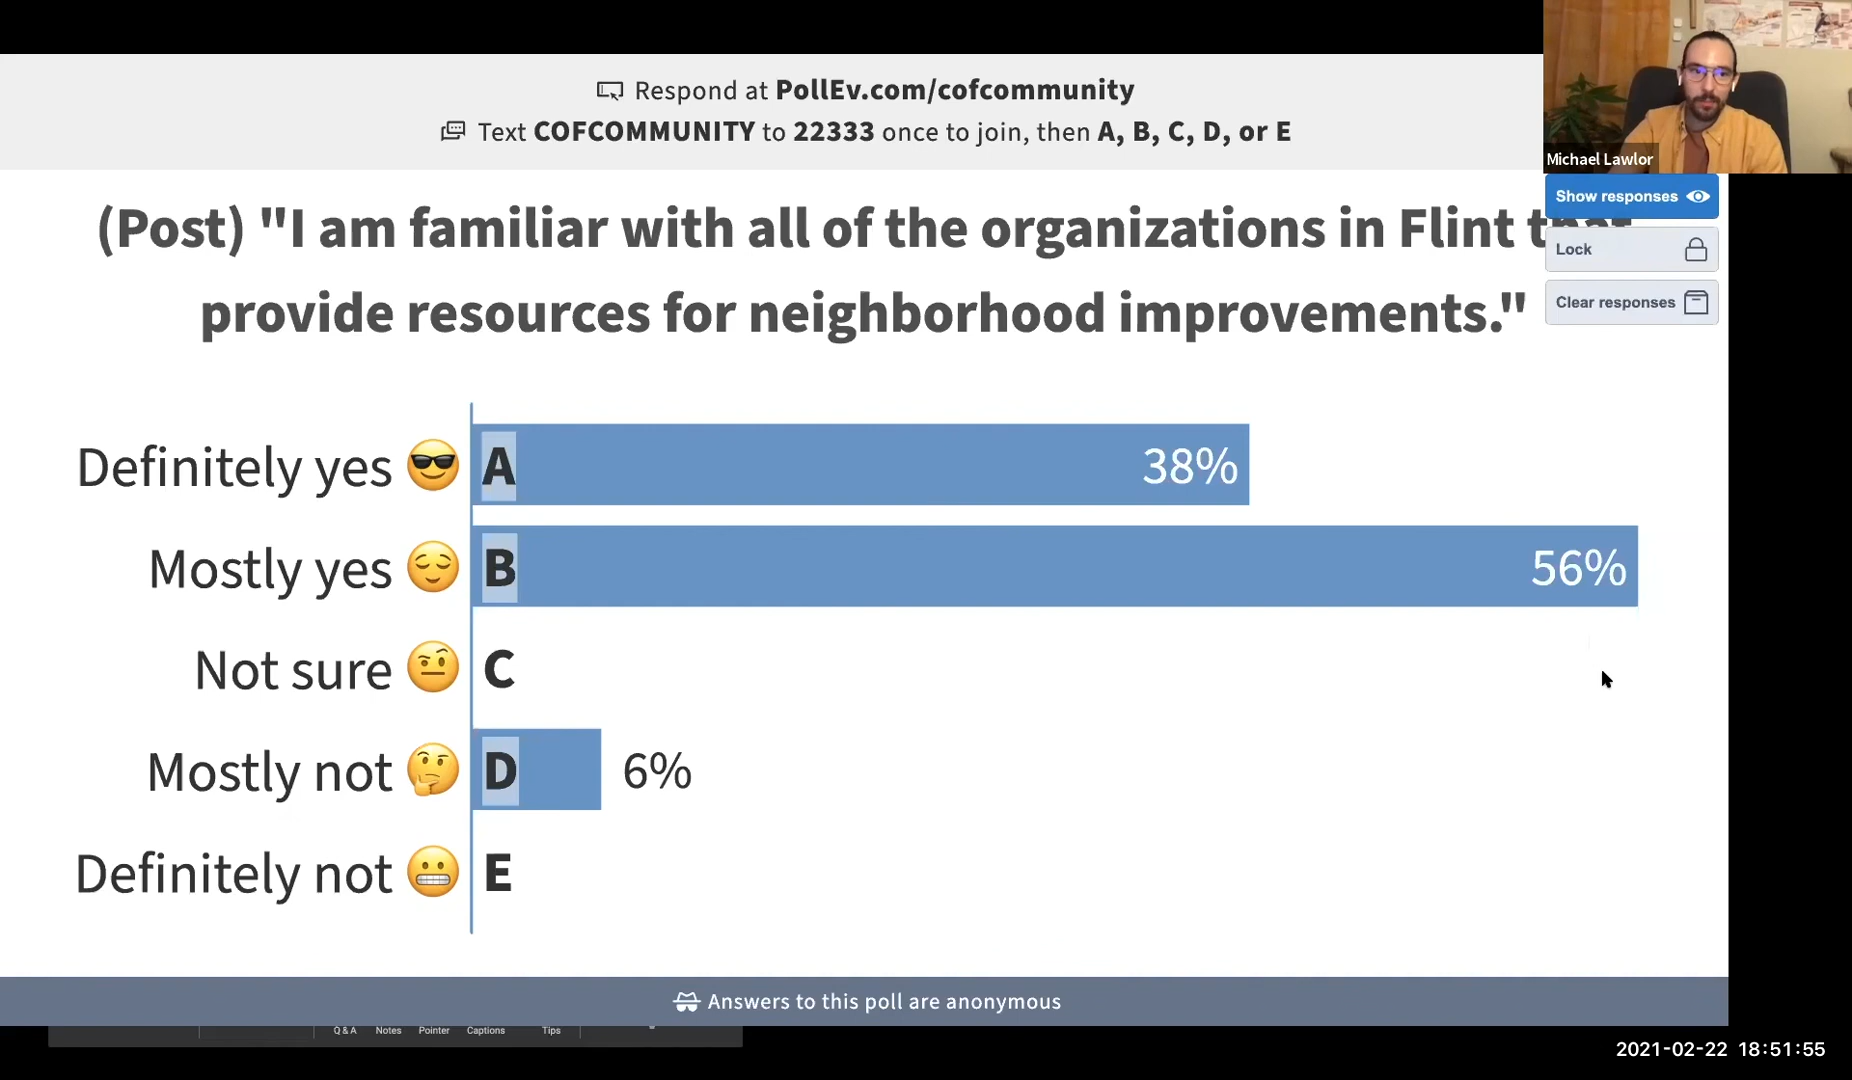 Respond at PollEv.com/cofcommunity
Text COFCOMMUNITY to 22333 once to join, then A, B, C, D, or E
Michael Lawlor
Show responses
(Post) "I am familiar with all of the organizations in Flint that
Lock
provide resources for neighborhood improvements."
Clear responses
Definitely yes A 38%
Mostly yes B 56%
Not sure C
Mostly not D 6%
Definitely not E
Answers to this poll are anonymous
Q & A Notes Pointer Captions Tips
2021-02-22 18:51:55